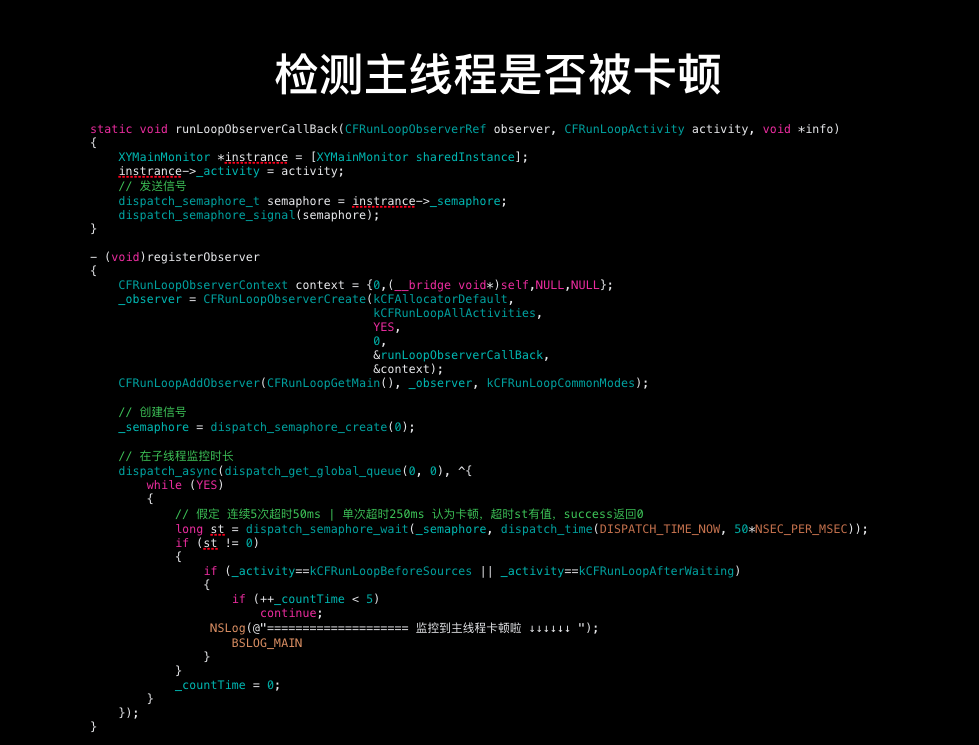 检测主线程是否被卡顿
static void runLoopObserverCallBack(CFRunLoopObserverRef observer, CFRunLoopActivity activity, void *info)
{
    XYMainMonitor *instrance = [XYMainMonitor sharedInstance];
    instrance->_activity = activity;
    // 发送信号
    dispatch_semaphore_t semaphore = instrance->_semaphore;
    dispatch_semaphore_signal(semaphore);
}
- (void)registerObserver
{
    CFRunLoopObserverContext context = {0,(__bridge void*)self,NULL,NULL};
    _observer = CFRunLoopObserverCreate(kCFAllocatorDefault,
                                        kCFRunLoopAllActivities,
                                        YES,
                                        0,
                                        &runLoopObserverCallBack,
                                        &context);
    CFRunLoopAddObserver(CFRunLoopGetMain(), _observer, kCFRunLoopCommonModes);
    // 创建信号
    _semaphore = dispatch_semaphore_create(0);
    // 在子线程监控时长
    dispatch_async(dispatch_get_global_queue(0, 0), ^{
        while (YES)
        {
            // 假定 连续5次超时50ms | 单次超时250ms 认为卡顿，超时st有值，success返回0
            long st = dispatch_semaphore_wait(_semaphore, dispatch_time(DISPATCH_TIME_NOW, 50*NSEC_PER_MSEC));
            if (st != 0)
            {
                if (_activity==kCFRunLoopBeforeSources || _activity==kCFRunLoopAfterWaiting)
                {
                    if (++_countTime < 5)
                        continue;
                 NSLog(@"==================== 监控到主线程卡顿啦 ↓↓↓↓↓↓ ");
                    BSLOG_MAIN
                }
            }
            _countTime = 0;
        }
    });
}